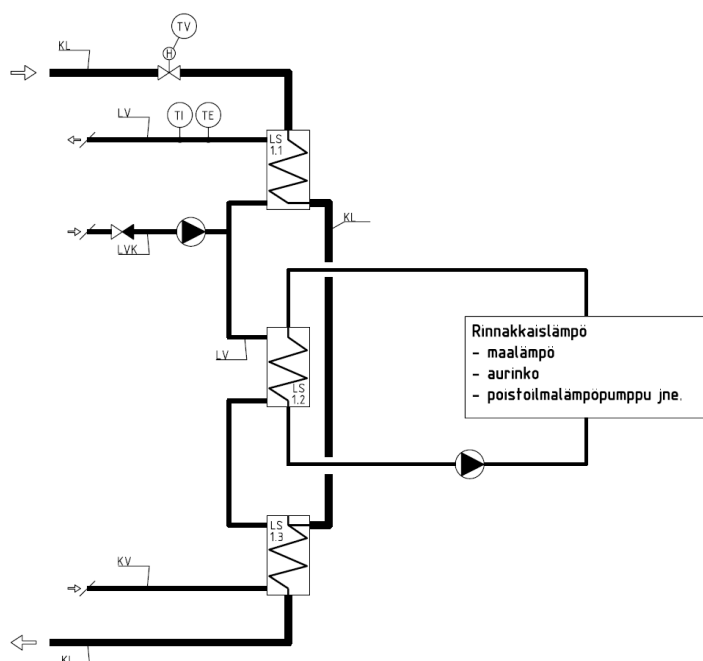 TV
H
KL
LV
TI
TE
LS
1.1
KL
LVK
Rinnakkaislämpö
- maalämpö
- aurinko
- poistoilmalämpöpumppu jne.
LV
LS
1.2
LS
1.3
KV
KL